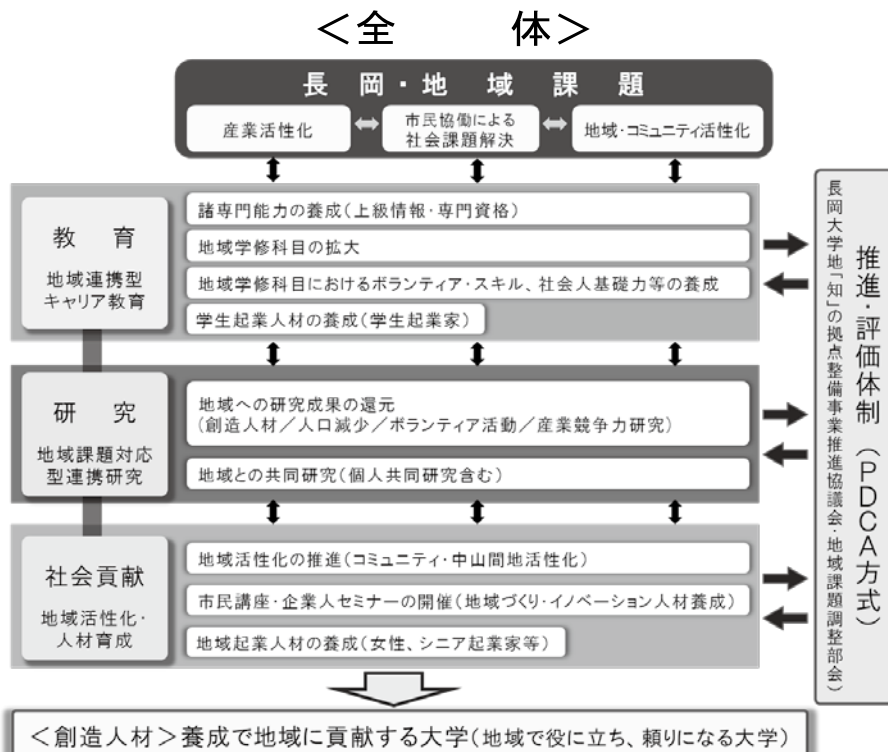 ＜全　　体＞
長岡・地域課題
産業活性化
市民協働による
社会課題解決
地域・コミュニティ活性化
教　育
地域連携型
キャリア教育
諸専門能力の養成（上級情報・専門資格）
地域学修科目の拡大
地域学修科目におけるボランティア・スキル、社会人基礎力等の養成
学生起業人材の養成（学生起業家）
研　究
地域課題対応
型連携研究
地域への研究成果の還元
（創造人材／人口減少／ボランティア活動／産業競争力研究）
地域との共同研究（個人共同研究含む）
社会貢献
地域活性化・
人材育成
地域活性化の推進（コミュニティ・中山間地活性化）
市民講座・企業人セミナーの開催（地域づくり・イノベーション人材養成）
地域起業人材の養成（女性、シニア起業家等）
推進・評価体制（PDCA方式）
長岡大学地「知」の拠点整備事業推進協議会・地域課題調整部会）
＜創造人材＞養成で地域に貢献する大学（地域で役に立ち、頼りになる大学）